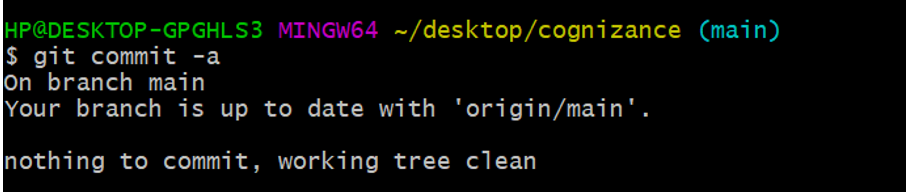 HP@DESKTOP-GPGHLS3 MINGW64 ~/desktop/cognizance (main)
$ git commit -a
On branch main
Your branch is up to date with 'origin/main'.
nothing to commit, working tree clean